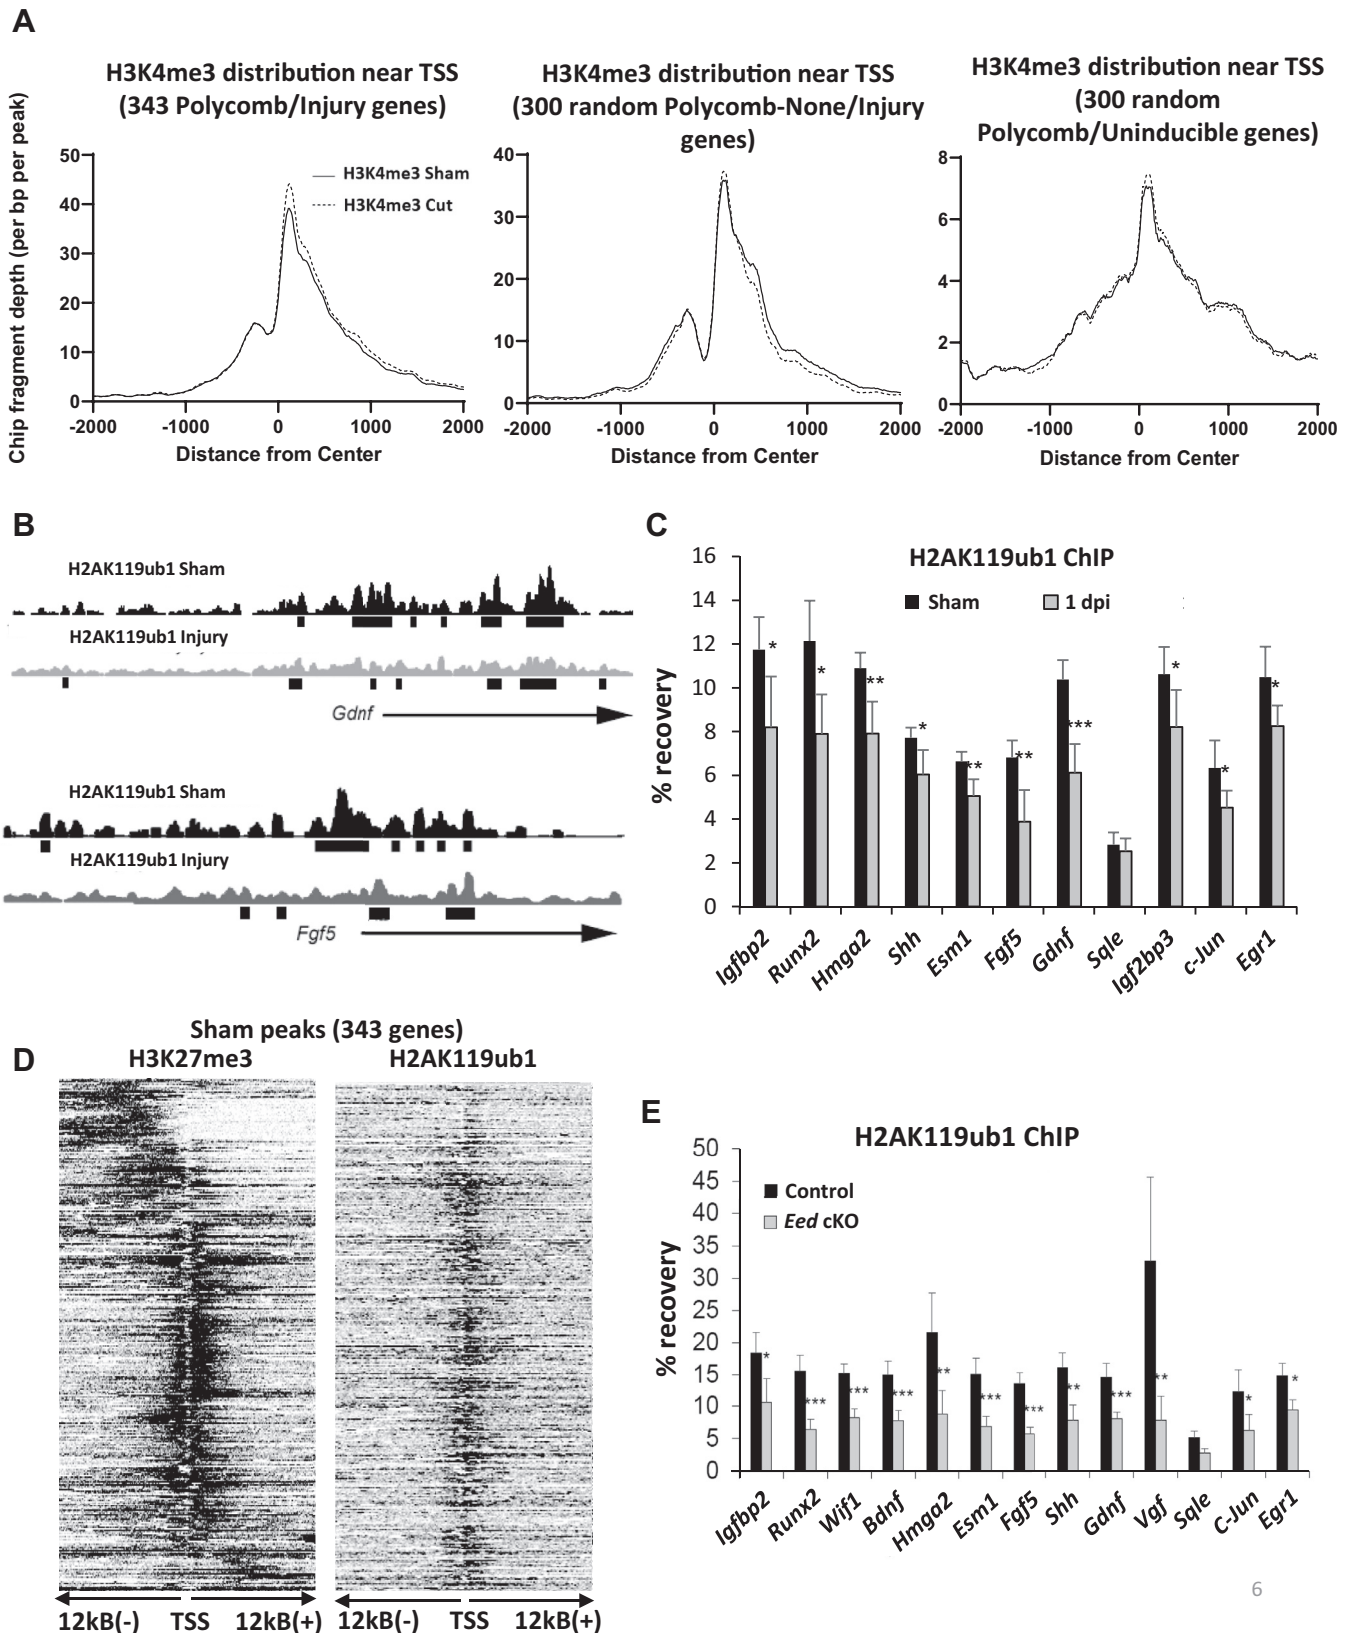 A
H3K4me3 distribution near TSS
(343 Polycomb/Injury genes)
H3K4me3 distribution near TSS
(300 random Polycomb-None/Injury
genes)
H3K4me3 distribution near TSS
(300 random
Polycomb/Uninducible genes)
Chip fragment depth (per bp per peak)
50
40
30
20
10
0
H3K4me3 Sham
H3K4me3 Cut
-2000 -1000 0 1000 2000
Distance from Center
40
30
20
10
0
-2000 -1000 0 1000 2000
Distance from Center
8
6
4
2
0
-2000 -1000 0 1000 2000
Distance from Center
B
H2AK119ub1 Sham
H2AK119ub1 Injury
Gdnf
H2AK119ub1 Sham
H2AK119ub1 Injury
Fgf5
C
H2AK119ub1 ChIP
Sham 1 dpi
% recovery
16
14
12
10
8
6
4
2
0
* * ** * ** ** *** * * *
Igfbp2 Runx2 Hmga2 Shh Esm1 Fgf5 Gdnf Sqle Igf2bp3 c-Jun Egr1
D
Sham peaks (343 genes)
H3K27me3 H2AK119ub1
12kB(-) TSS 12kB(+) 12kB(-) TSS 12kB(+)
E
H2AK119ub1 ChIP
Control
Eed cKO
% recovery
50
45
40
35
30
25
20
15
10
5
0
* *** *** *** ** *** *** ** *** ** * *
Igfbp2 Runx2 Wif1 Bdnf Hmga2 Esm1 Fgf5 Shh Gdnf Vgf Sqle C-Jun Egr1
6